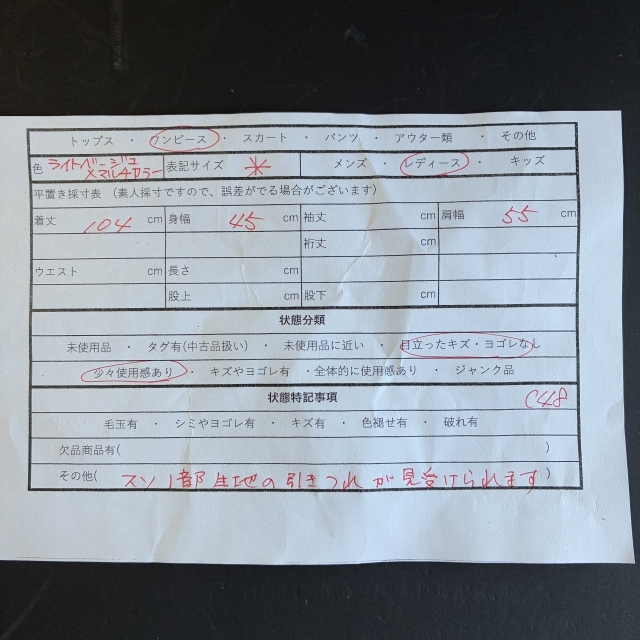 トップス ・ ワンピース ・ スカート ・ パンツ ・ アウター類 ・ その他
色 ライトベージュ×マルチカラー 表記サイズ ＊ メンズ ・ レディース ・ キッズ
平置き採寸表 (素人採寸ですので、誤差がでる場合がございます)
着丈 104 cm 身幅 45 cm 袖丈 cm 肩幅 55 cm
裄丈 cm
ウエスト cm 長さ cm
股上 cm 股下 cm
状態分類
未使用品 ・ タグ有(中古品扱い) ・ 未使用品に近い ・ 目立ったキズ・ヨゴレなし
少々使用感あり ・ キズやヨゴレ有 ・全体的に使用感あり ・ ジャンク品
状態特記事項 C48
毛玉有 ・ シミやヨゴレ有 ・ キズ有 ・ 色褪せ有 ・ 破れ有
欠品商品有( )
その他( スソ1部生地の引きつれが見受けられます )